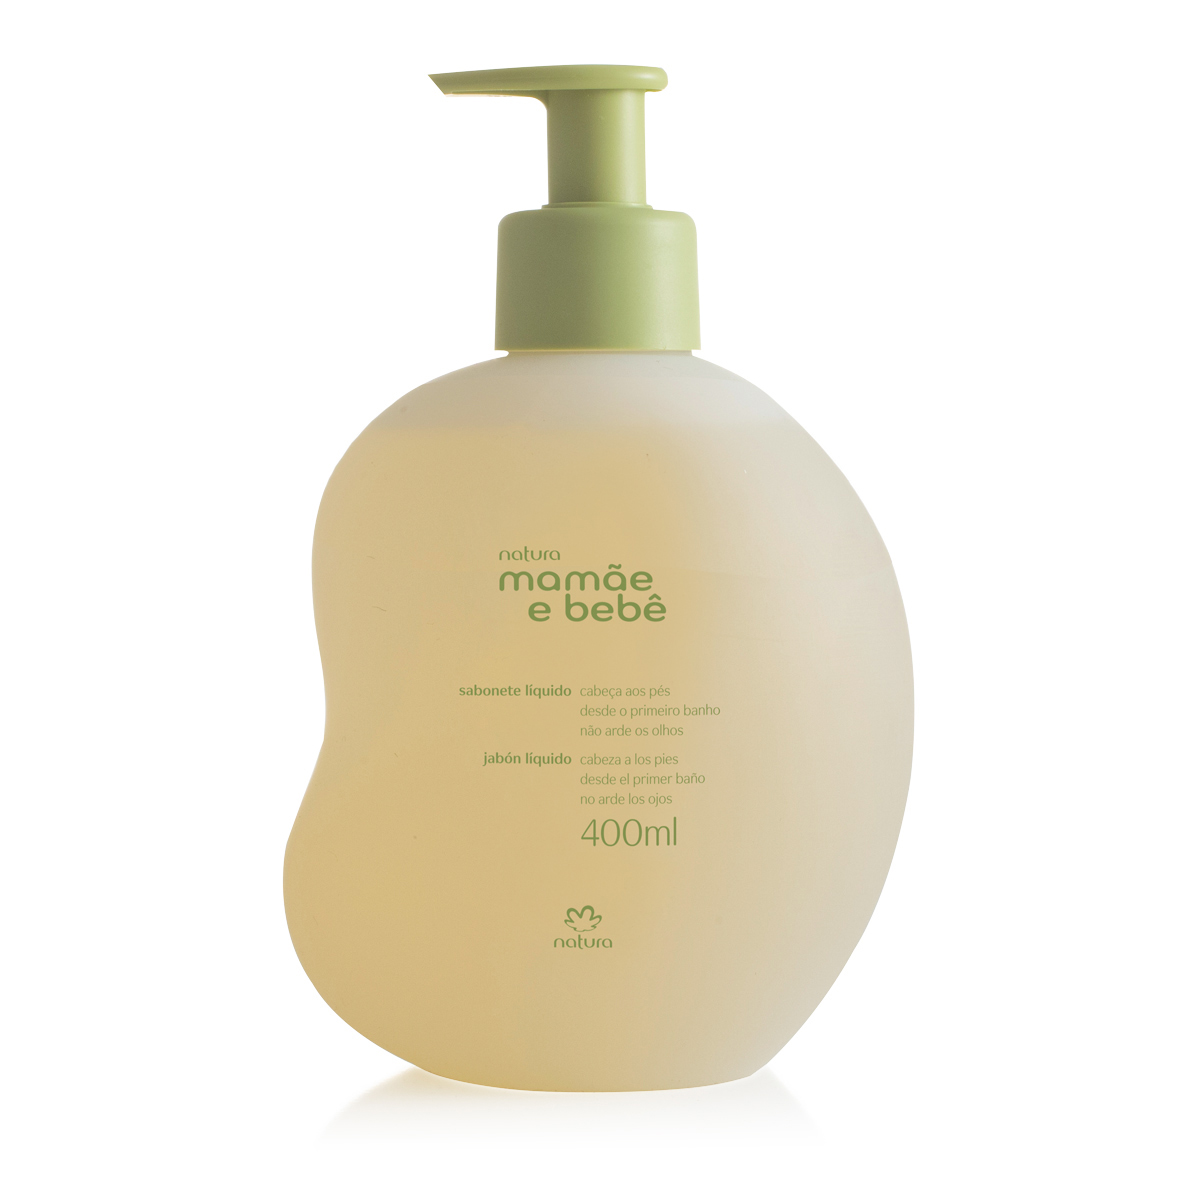 natura
mamãe
e bebê
sabonete líquido cabeça aos pés
desde o primeiro banho
não arde os olhos
jabón líquido cabeza a los pies
desde el primer baño
no arde los ojos
400ml
natura